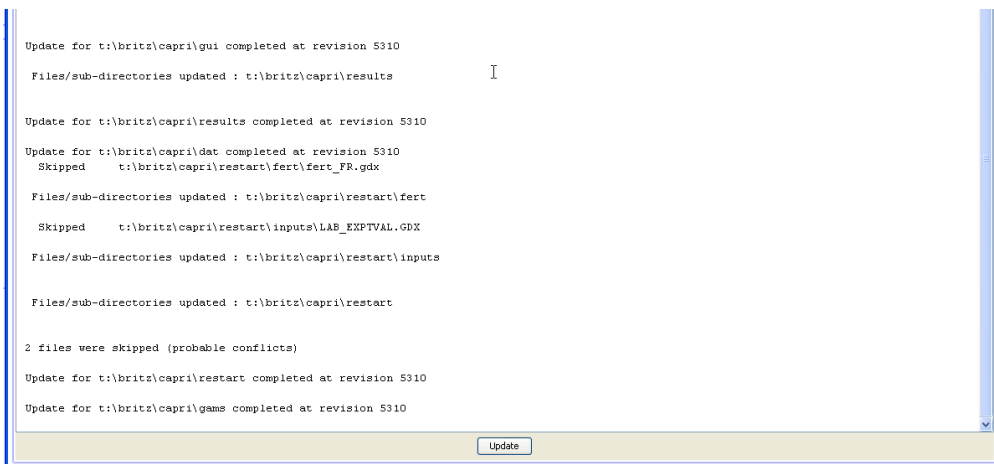 Update for t:\britz\capri\gui completed at revision 5310
Files/sub-directories updated : t:\britz\capri\results
Update for t:\britz\capri\results completed at revision 5310
Update for t:\britz\capri\dat completed at revision 5310
Skipped t:\britz\capri\restart\fert\fert_FR.gdx
Files/sub-directories updated : t:\britz\capri\restart\fert
Skipped t:\britz\capri\restart\inputs\LAB_EXPTVAL.GDX
Files/sub-directories updated : t:\britz\capri\restart\inputs
Files/sub-directories updated : t:\britz\capri\restart
2 files were skipped (probable conflicts)
Update for t:\britz\capri\restart completed at revision 5310
Update for t:\britz\capri\gams completed at revision 5310
Update